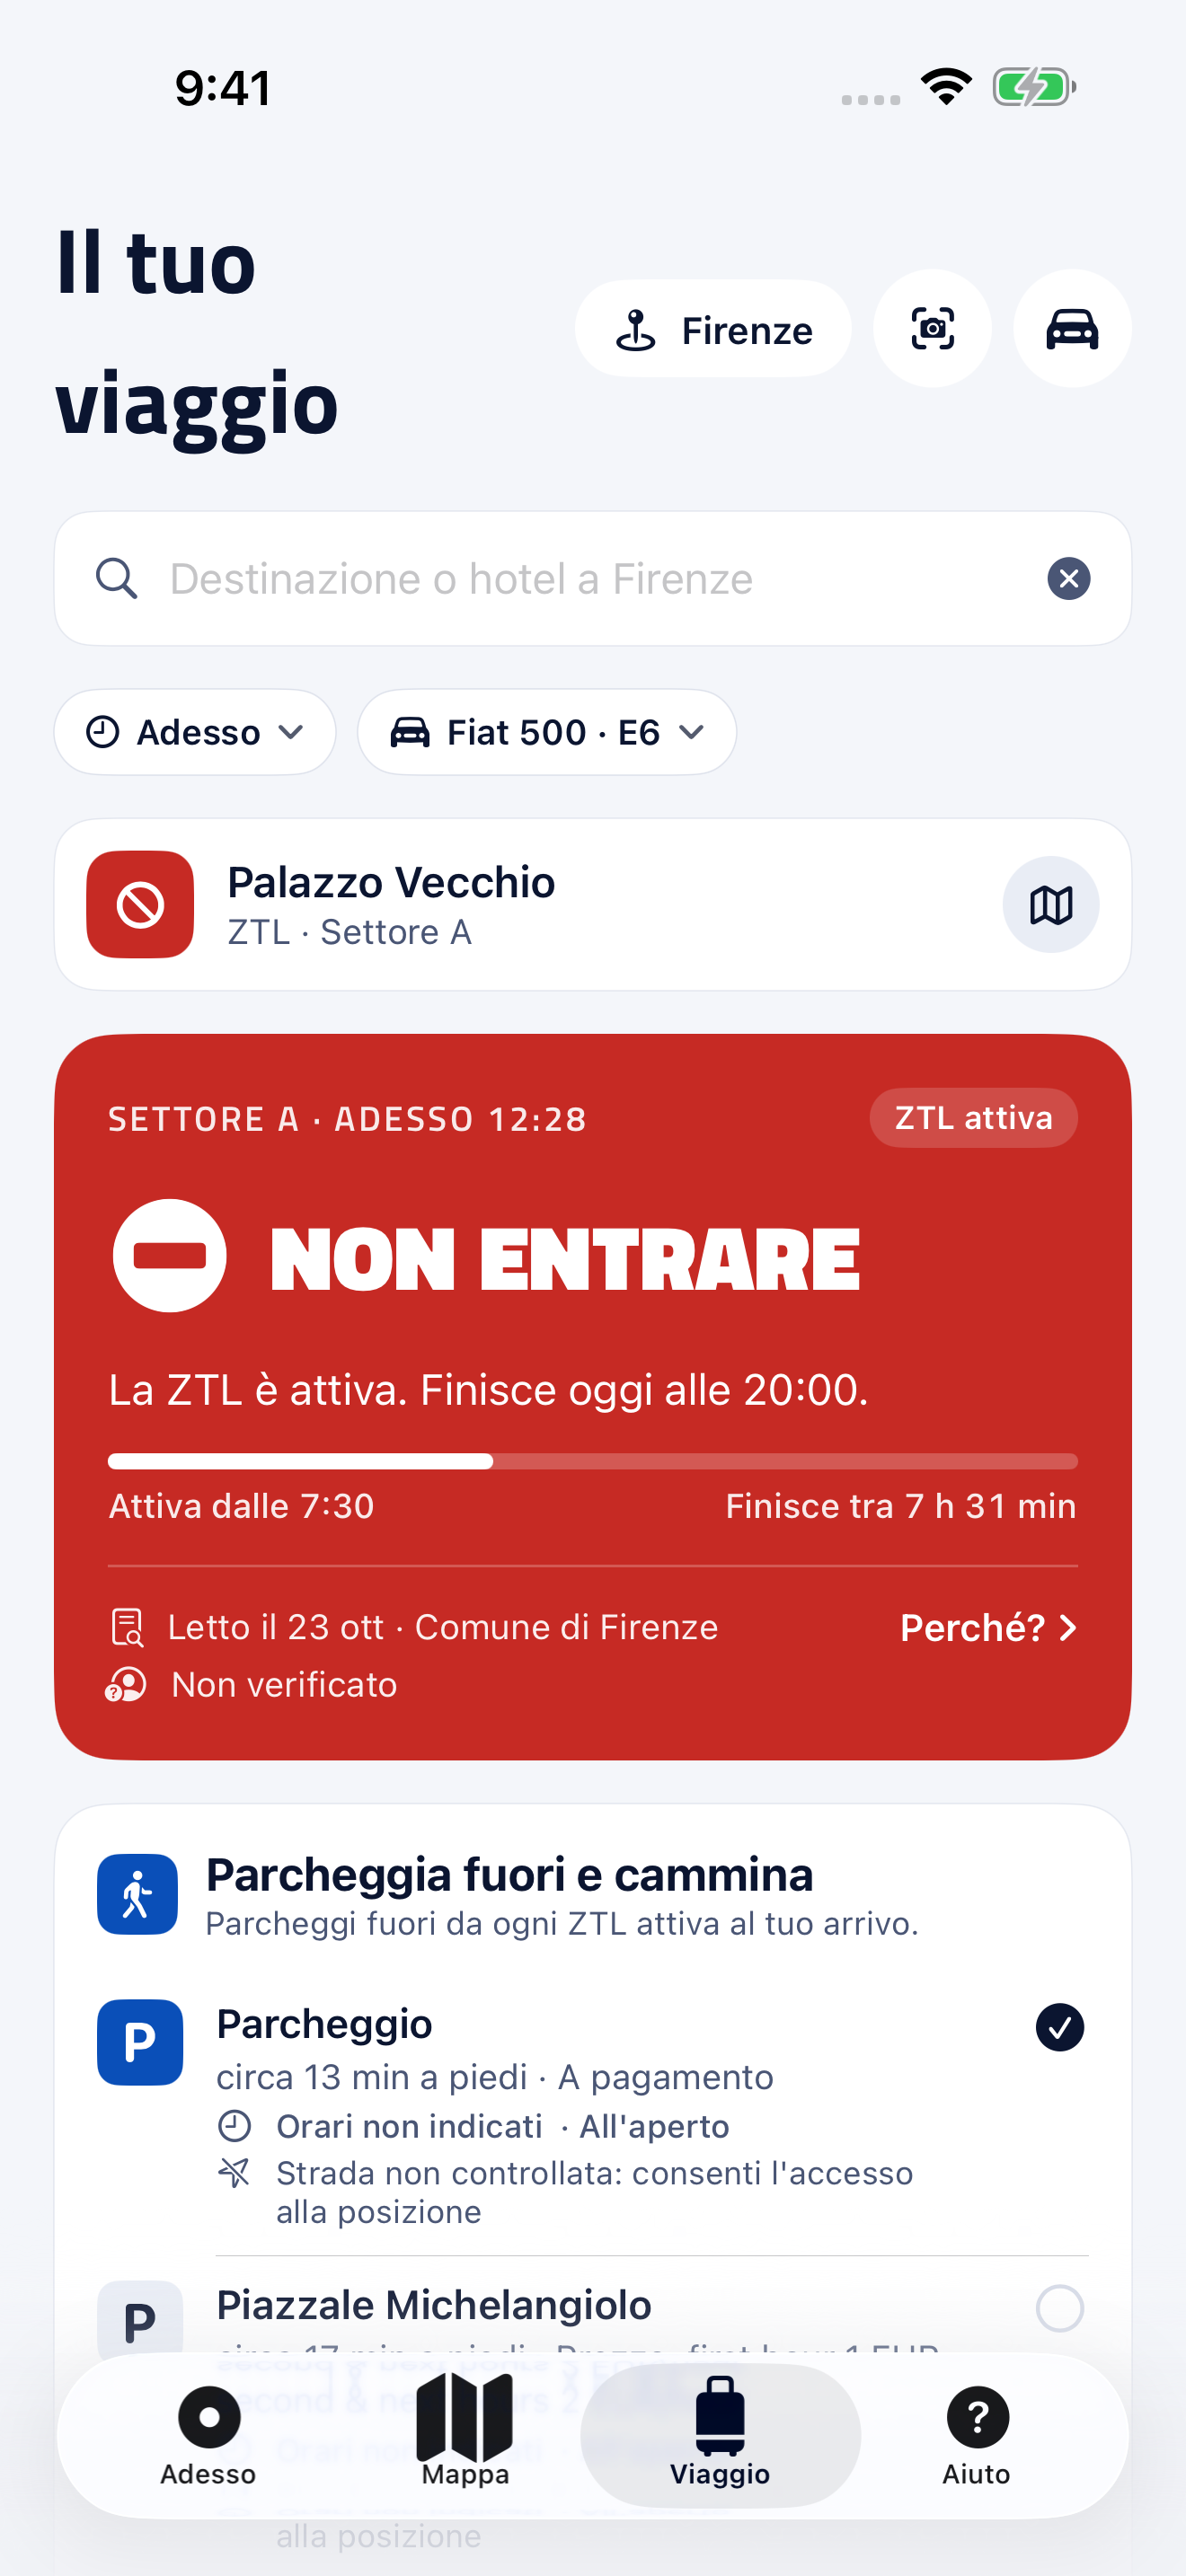 9:41
Il tuo
viaggio
Firenze
Destinazione o hotel a Firenze
Adesso
Fiat 500 · E6
Palazzo Vecchio
ZTL · Settore A
SETTORE A · ADESSO 12:28
ZTL attiva
NON ENTRARE
La ZTL è attiva. Finisce oggi alle 20:00.
Attiva dalle 7:30
Finisce tra 7 h 31 min
Letto il 23 ott · Comune di Firenze
Perché?
Non verificato
Parcheggia fuori e cammina
Parcheggi fuori da ogni ZTL attiva al tuo arrivo.
P
Parcheggio
circa 13 min a piedi · A pagamento
Orari non indicati · All'aperto
Strada non controllata: consenti l'accesso
alla posizione
P
Piazzale Michelangiolo
circa 17 min a piedi
Adesso
Mappa
Viaggio
Aiuto
alla posizione